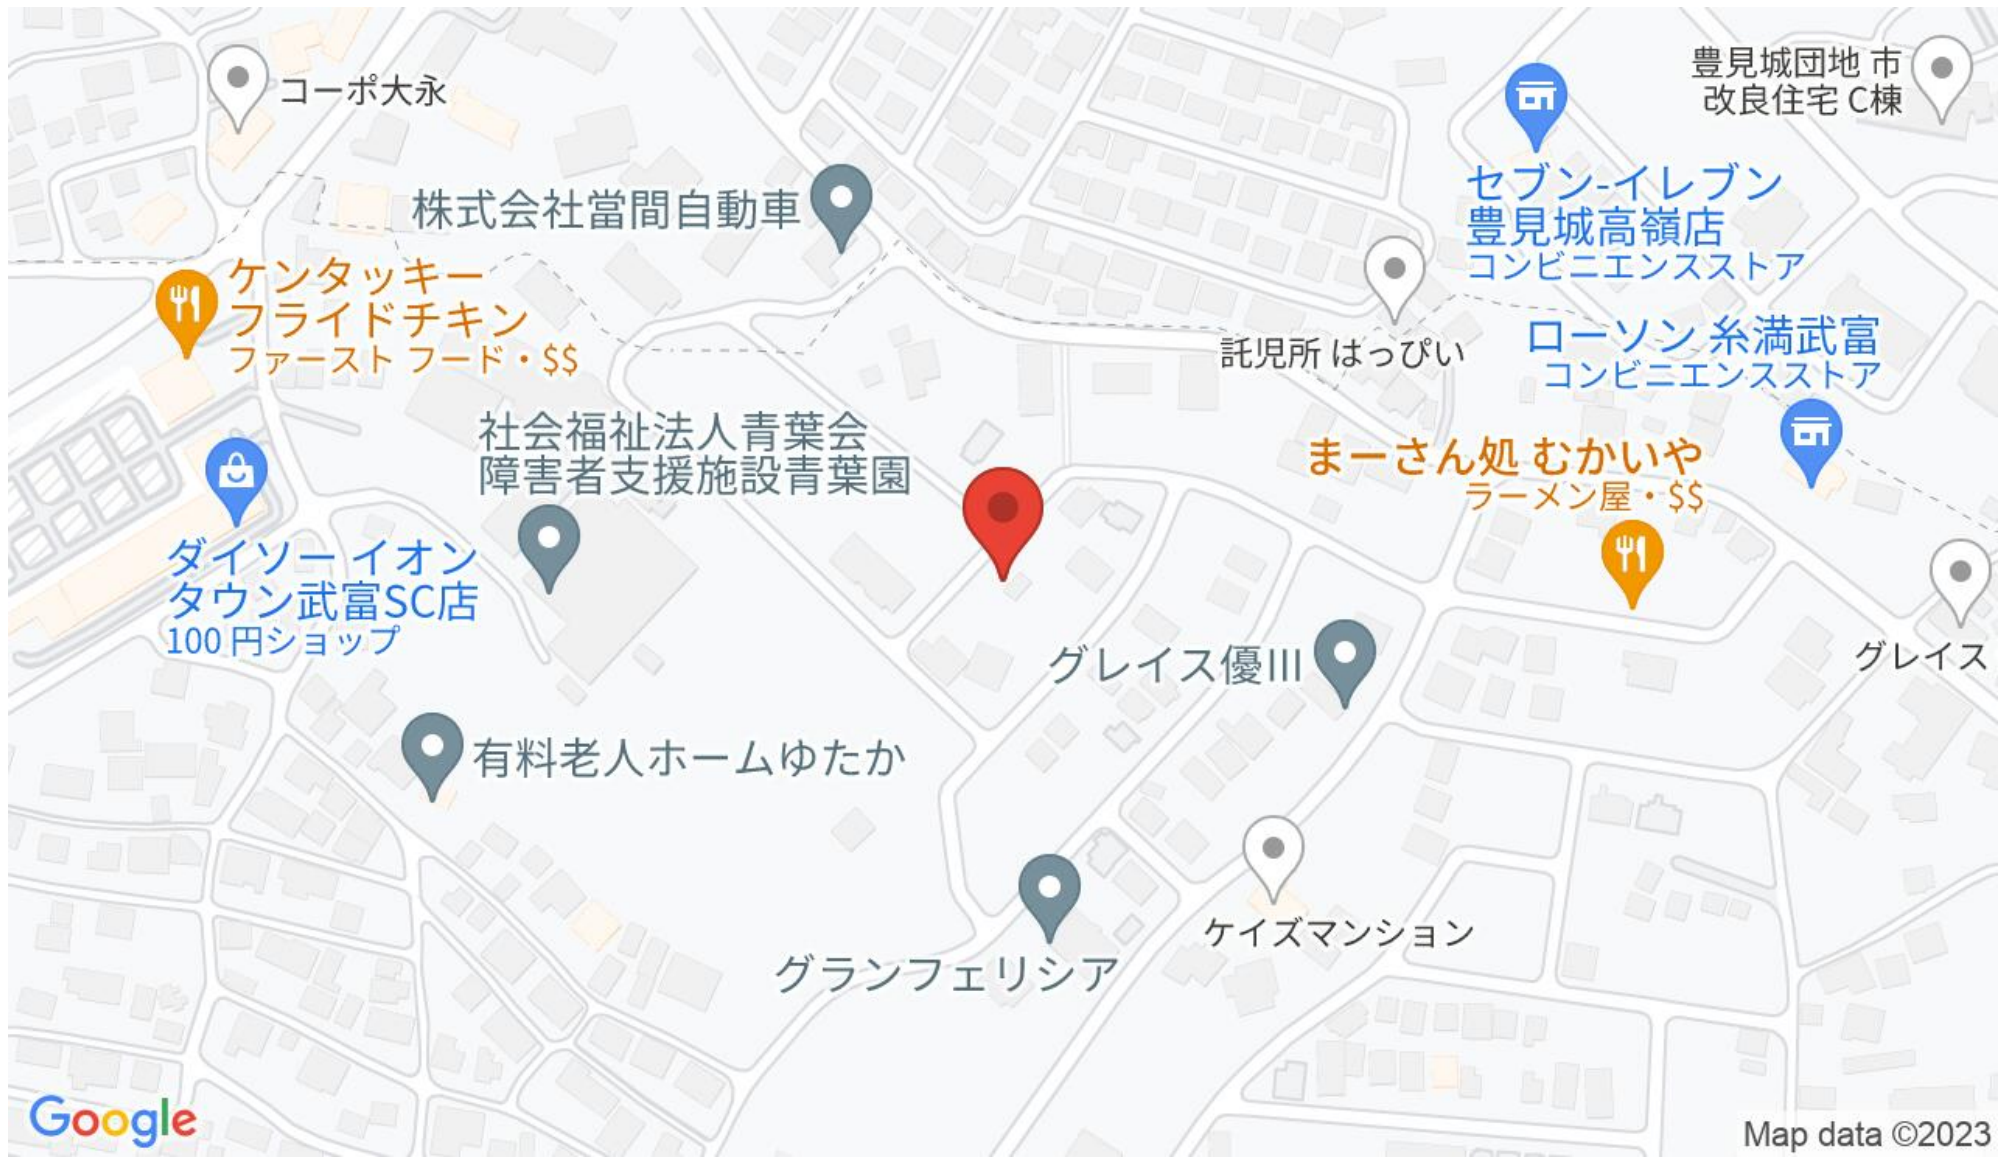 コーポ大永
豊見城団地 市
改良住宅 C棟
株式会社當間自動車
セブン-イレブン
豊見城高嶺店
コンビニエンスストア
ケンタッキー
フライドチキン
ファースト フード・$$
託児所 はっぴい
ローソン 糸満武富
コンビニエンスストア
社会福祉法人青葉会
障害者支援施設青葉園
まーさん処 むかいや
ラーメン屋・$$
ダイソー イオン
タウン武富SC店
100 円ショップ
グレイス優III
グレイス
有料老人ホームゆたか
ケイズマンション
グランフェリシア
Google
Map data ©2023